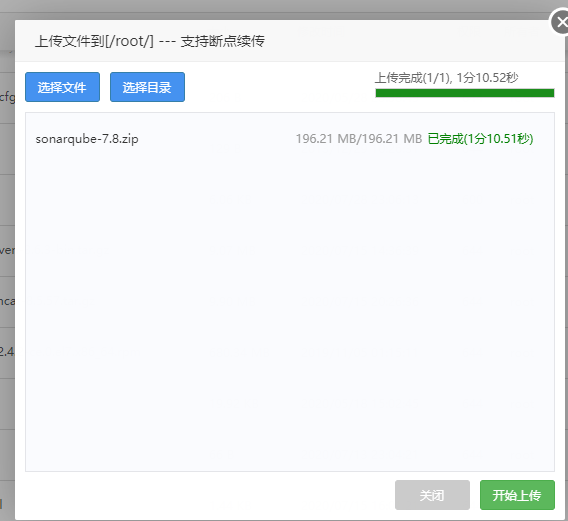 上传文件到[/root/] --- 支持断点续传
选择文件 选择目录
上传完成(1/1), 1分10.52秒
sonarqube-7.8.zip 196.21 MB/196.21 MB 已完成(1分10.51秒)
关闭 开始上传
cfg
ver
nca
2.4